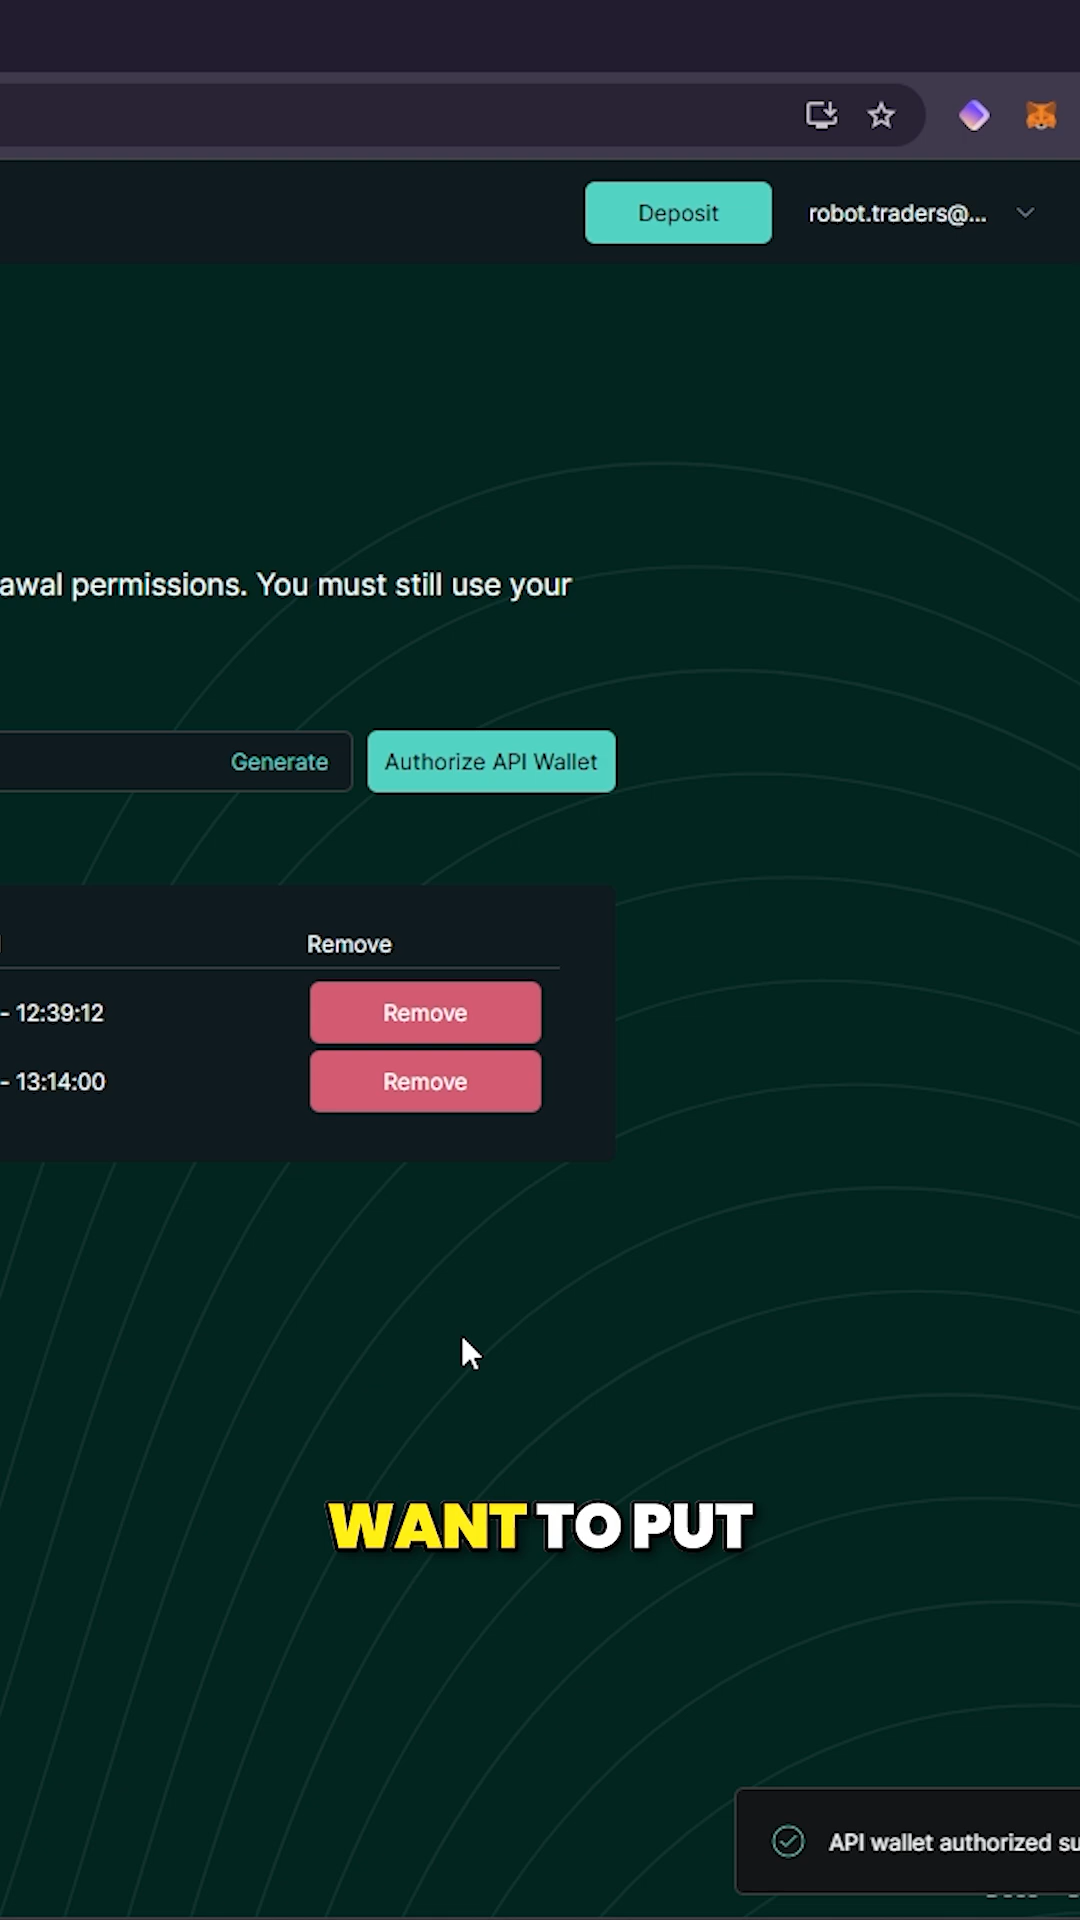 Deposit robot.traders@...
awal permissions. You must still use your
Generate Authorize API Wallet
Remove
- 12:39:12 Remove
- 13:14:00 Remove
WANT TO PUT
API wallet authorized su